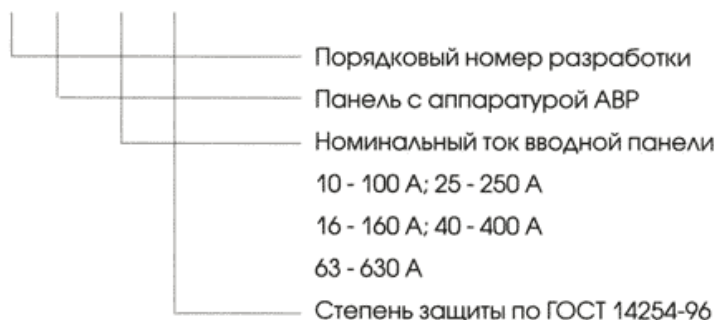 Порядковый номер разработки
Панель с аппаратурой АВР
Номинальный ток вводной панели
10 - 100 А; 25 - 250 А
16 - 160 А; 40 - 400 А
63 - 630 А
Степень защиты по ГОСТ 14254-96